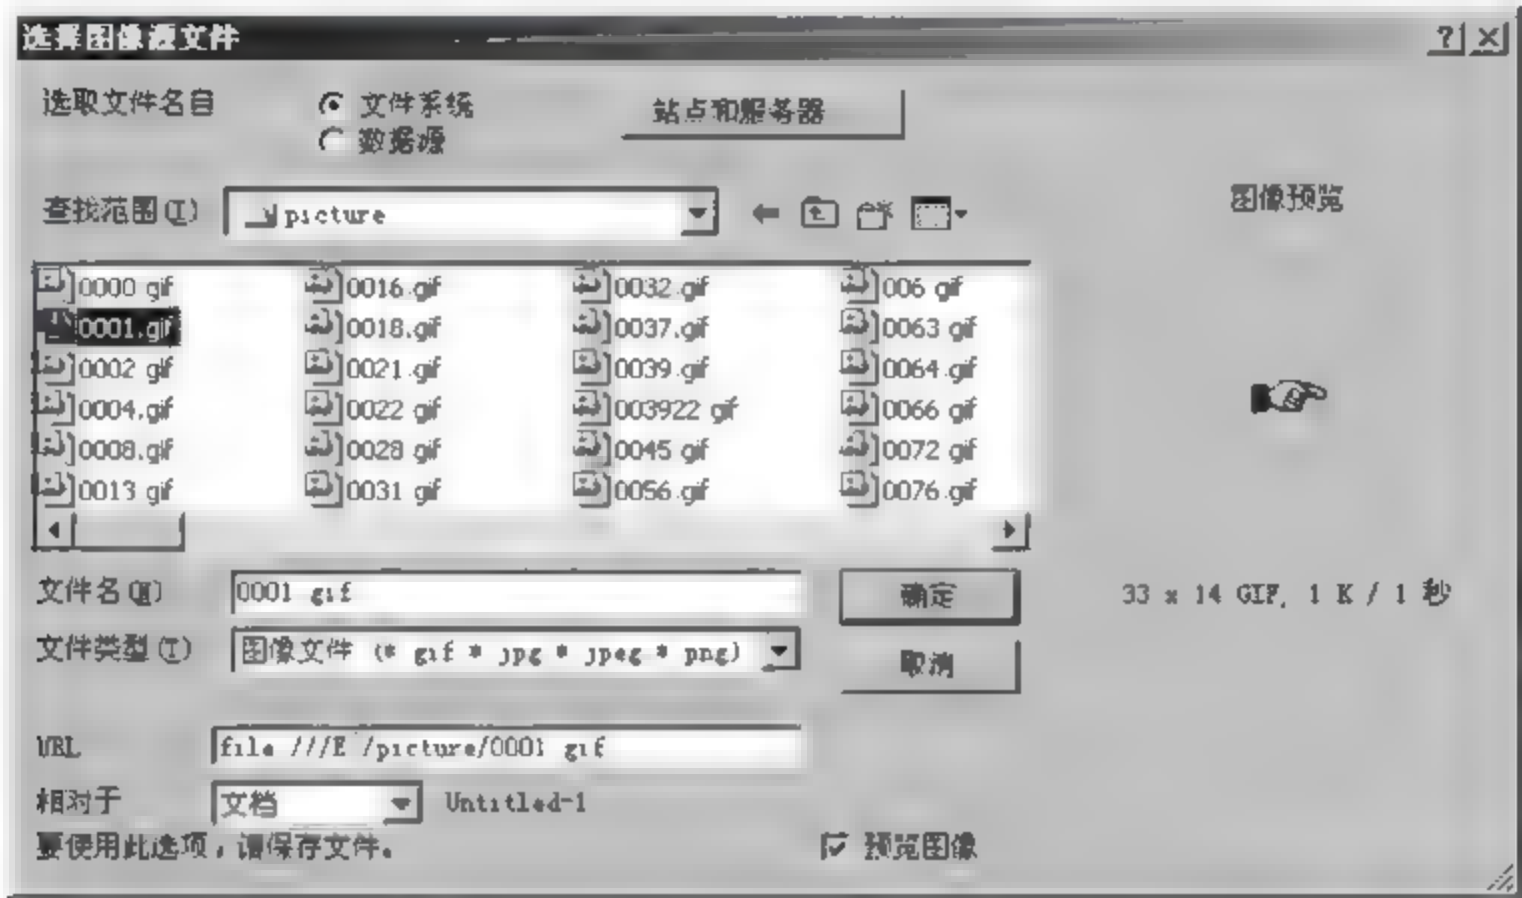 选择图像源文件
选取文件名自 文件系统 站点和服务器
数据源
查找范围(I) picture 图像预览
0000.gif 0016.gif 0032.gif 006.gif
0001.gif 0018.gif 0037.gif 0063.gif
0002.gif 0021.gif 0039.gif 0064.gif
0004.gif 0022.gif 003922.gif 0066.gif
0008.gif 0028.gif 0045.gif 0072.gif
0013.gif 0031.gif 0056.gif 0076.gif
文件名(N) 0001.gif 确定 33 x 14 GIF, 1 K / 1 秒
文件类型(T) 图像文件 (*.gif *.jpg *.jpeg *.png) 取消
URL file:///E:/picture/0001.gif
相对于 文档 Untitled-1
要使用此选项，请保存文件。 预览图像